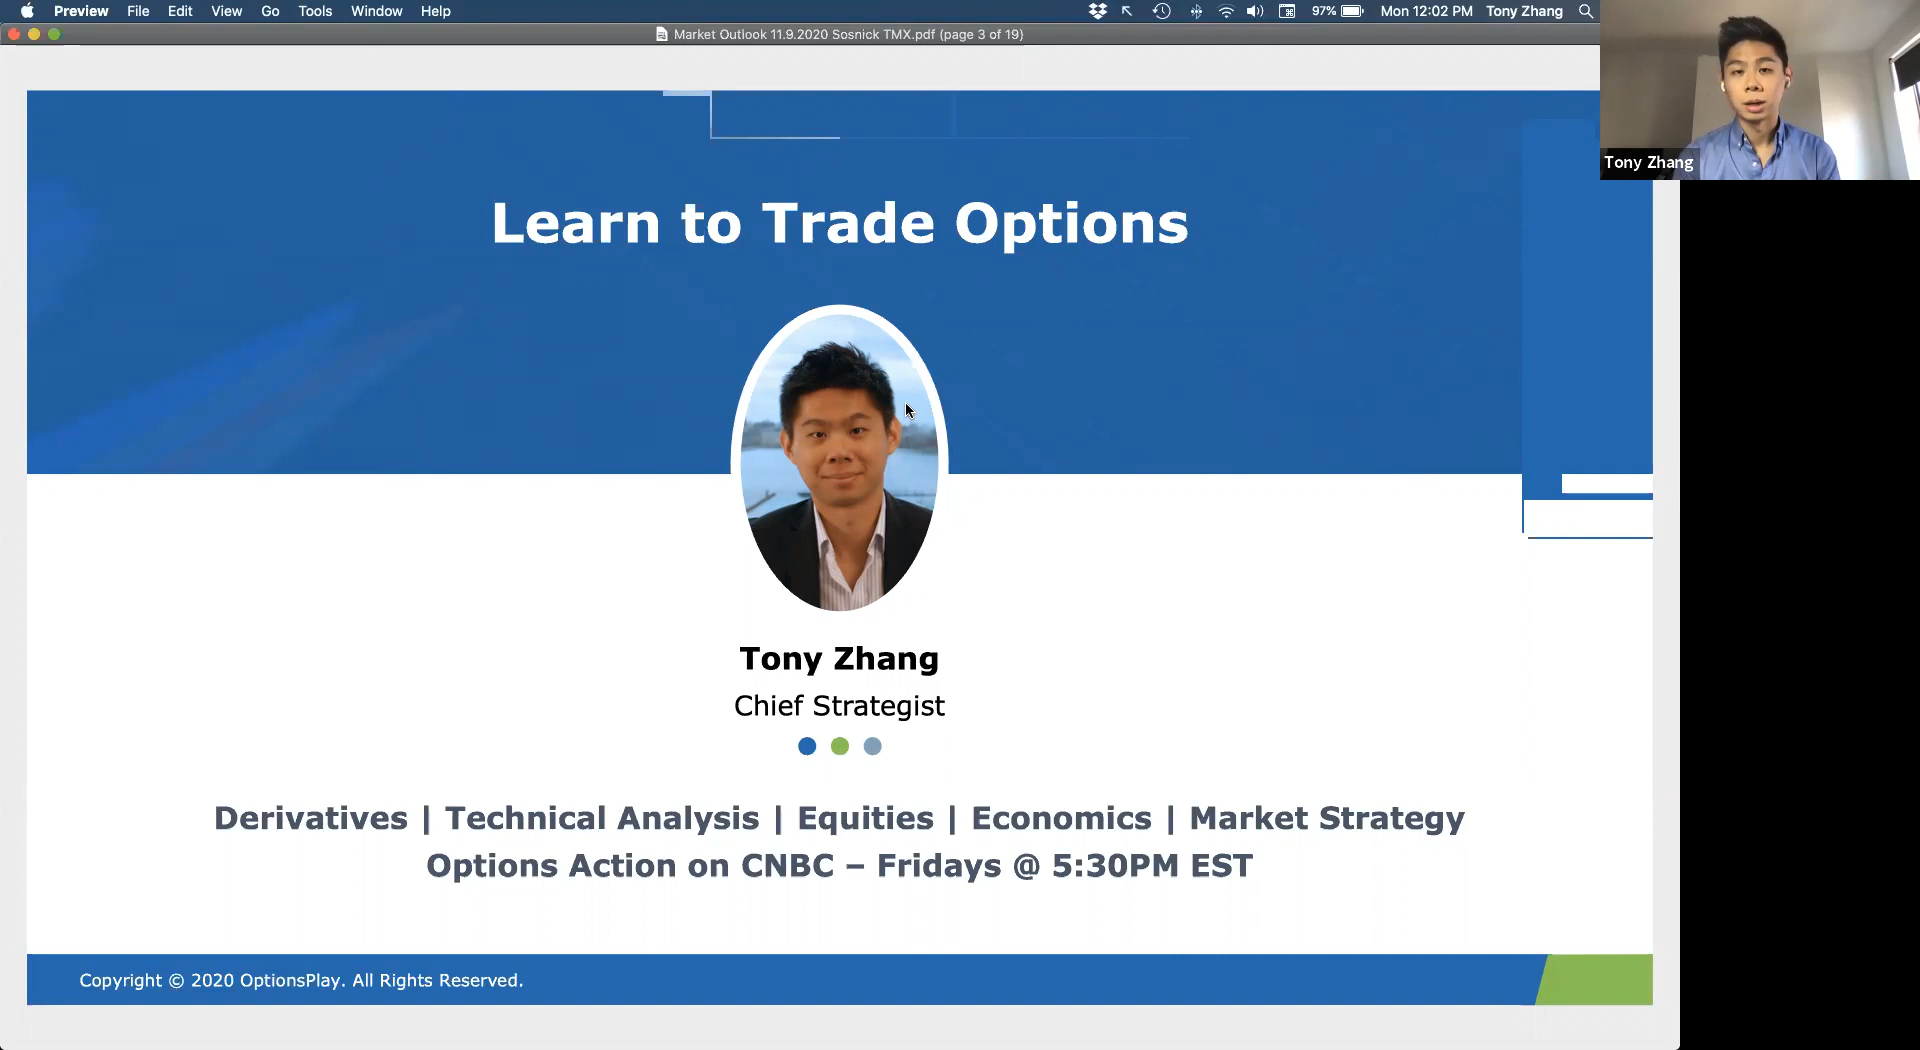 Preview File Edit View Go Tools Window Help 97% Mon 12:02 PM Tony Zhang
Market Outlook 11.9.2020 Sosnick TMX.pdf (page 3 of 19)
Tony Zhang
Learn to Trade Options
Tony Zhang
Chief Strategist
Derivatives | Technical Analysis | Equities | Economics | Market Strategy
Options Action on CNBC – Fridays @ 5:30PM EST
Copyright © 2020 OptionsPlay. All Rights Reserved.